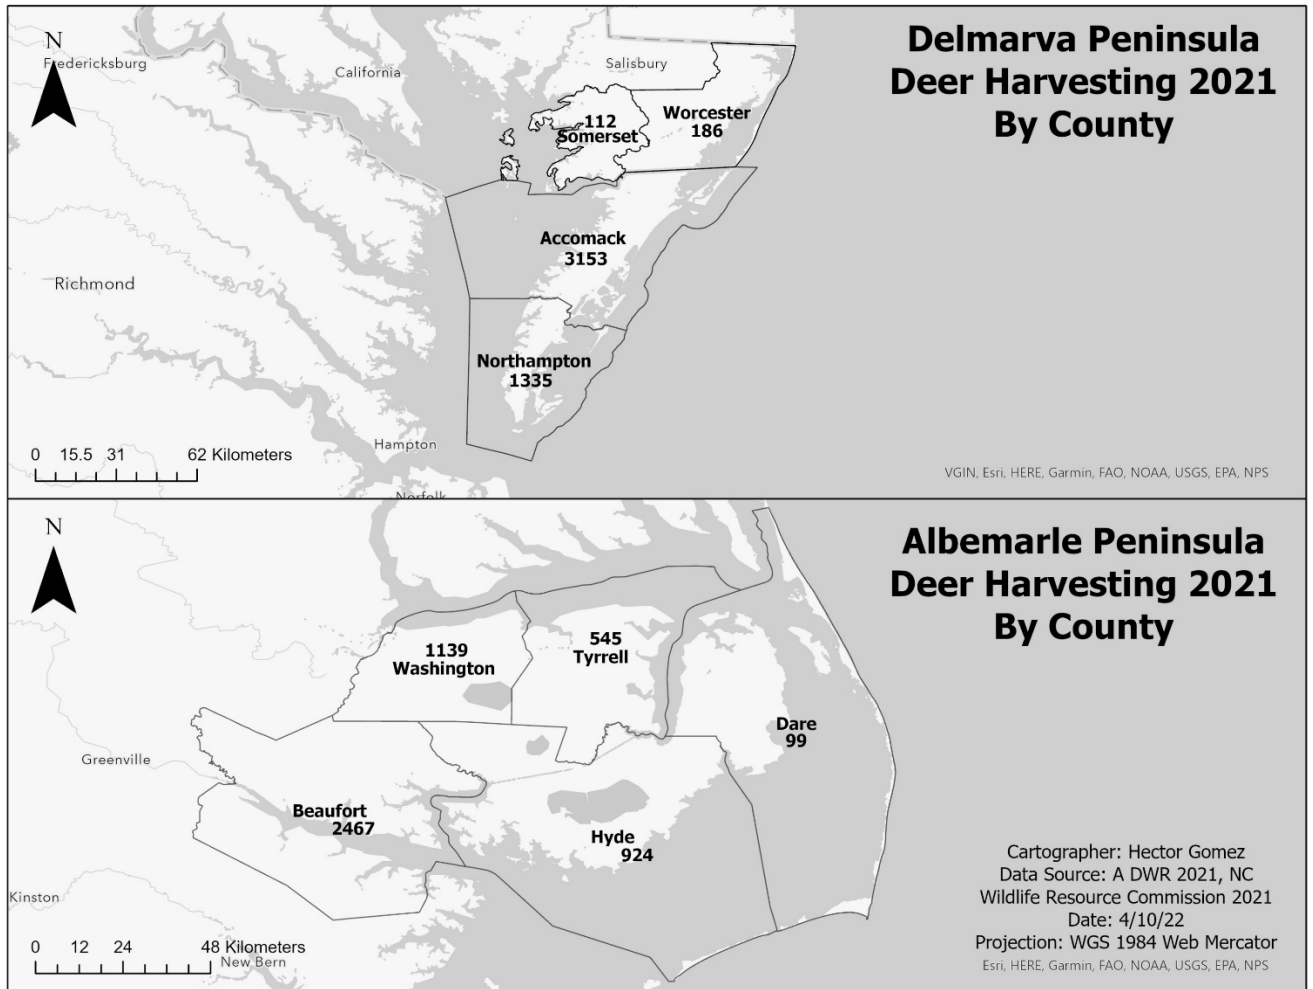 Delmarva Peninsula
Deer Harvesting 2021
By County
N
Fredericksburg
California
Salisbury
112
Somerset
Worcester
186
Accomack
3153
Richmond
Northampton
1335
Hampton
0 15.5 31 62 Kilometers
VGIN, Esri, HERE, Garmin, FAO, NOAA, USGS, EPA, NPS
Norfolk
Albemarle Peninsula
Deer Harvesting 2021
By County
N
1139
Washington
545
Tyrrell
Dare
99
Greenville
Beaufort
2467
Hyde
924
Kinston
Cartographer: Hector Gomez
Data Source: A DWR 2021, NC
Wildlife Resource Commission 2021
Date: 4/10/22
Projection: WGS 1984 Web Mercator
0 12 24 48 Kilometers
New Bern
Esri, HERE, Garmin, FAO, NOAA, USGS, EPA, NPS